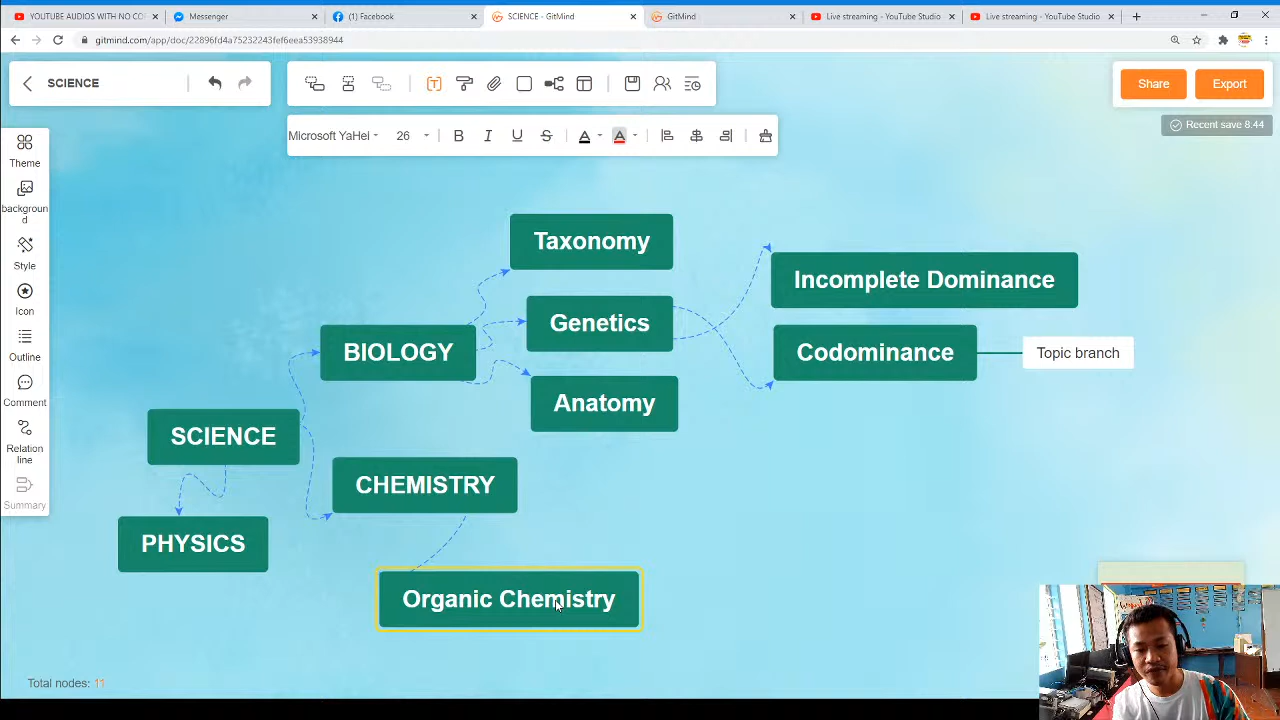 YOUTUBE AUDIOS WITH NO CO
Messenger
(1) Facebook
SCIENCE - GitMind
GitMind
Live streaming - YouTube Studio
Live streaming - YouTube Studio
gitmind.com/app/doc/22896fd4a75232243fef6eea53938944
SCIENCE
Share
Export
Microsoft YaHei
26
B
I
U
S
A
A
Recent save 8:44
Theme
backgroun
d
Style
Icon
Outline
Comment
Relation
line
Summary
Taxonomy
Incomplete Dominance
Genetics
BIOLOGY
Codominance
Topic branch
Anatomy
SCIENCE
CHEMISTRY
PHYSICS
Organic Chemistry
Total nodes: 11